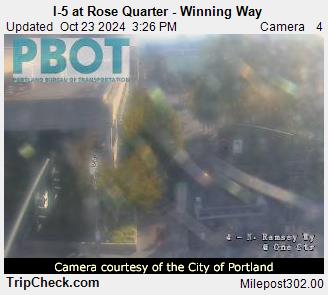 I-5 at Rose Quarter - Winning Way
Updated Oct 23 2024 3:26 PM Camera 4
PBOT
PORTLAND BUREAU OF TRANSPORTATION
4 - N. Ramsey Wy
@ One Ctr
Camera courtesy of the City of Portland
TripCheck.com Milepost302.00